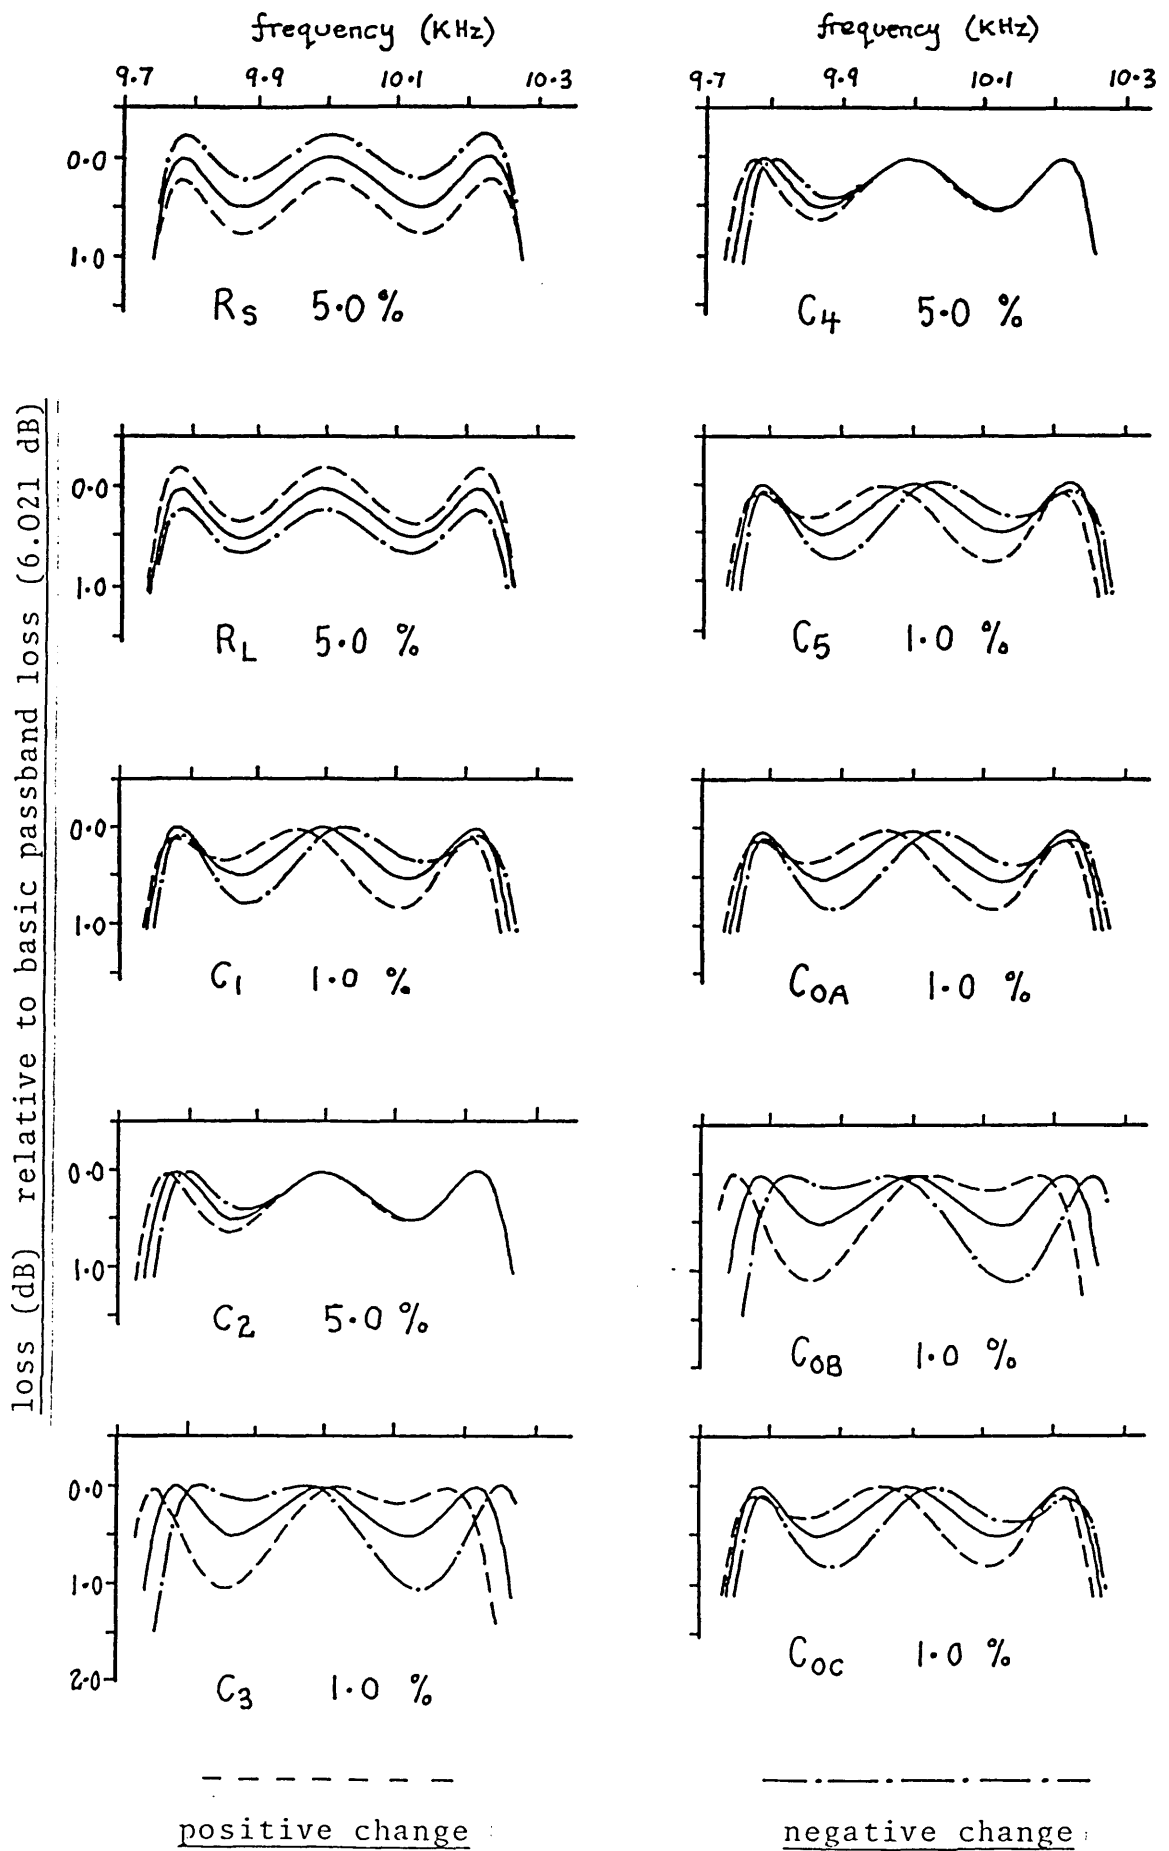 frequency (KHz)
9.7 9.9 10.1 10.3
0.0
1.0
Rs 5.0 %
frequency (KHz)
9.7 9.9 10.1 10.3
C4 5.0 %
loss (dB) relative to basic passband loss (6.021 dB)
0.0
1.0
RL 5.0 %
C5 1.0 %
0.0
1.0
C1 1.0 %
COA 1.0 %
0.0
1.0
C2 5.0 %
COB 1.0 %
0.0
1.0
2.0
C3 1.0 %
COC 1.0 %
positive change
negative change